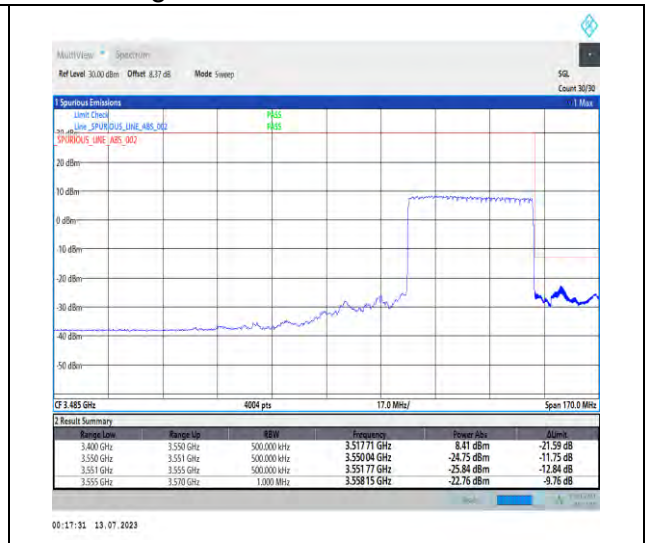 MultiView Spectrum
Ref Level 30.00 dBm Offset 8.37 dB Mode Sweep SGL
Count 30/30
1 Spurious Emissions 1 Max
Limit Check PASS
Line _SPURIOUS_LINE_ABS_002 PASS
SPURIOUS_LINE_ABS_002
20 dBm
10 dBm
0 dBm
-10 dBm
-20 dBm
-30 dBm
-40 dBm
-50 dBm
CF 3.485 GHz 4004 pts 17.0 MHz/ Span 170.0 MHz
2 Result Summary
Range Low Range Up RBW Frequency Power Abs ΔLimit
3.400 GHz 3.550 GHz 500.000 kHz 3.51771 GHz 8.41 dBm -21.59 dB
3.550 GHz 3.551 GHz 500.000 kHz 3.55004 GHz -24.75 dBm -11.75 dB
3.551 GHz 3.555 GHz 500.000 kHz 3.55177 GHz -25.84 dBm -12.84 dB
3.555 GHz 3.570 GHz 1.000 MHz 3.55815 GHz -22.76 dBm -9.76 dB
00:17:31 13.07.2023